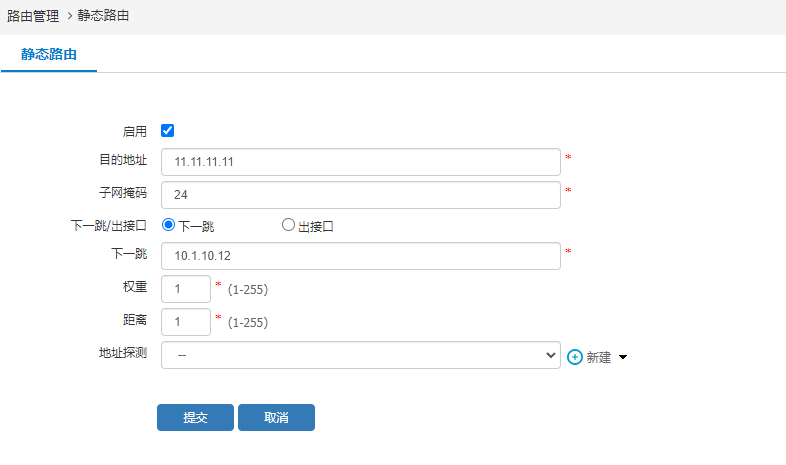 路由管理 > 静态路由
静态路由
启用
目的地址 11.11.11.11 *
子网掩码 24 *
下一跳/出接口 下一跳 出接口
下一跳 10.1.10.12 *
权重 1 * (1-255)
距离 1 * (1-255)
地址探测 -- 新建
提交 取消